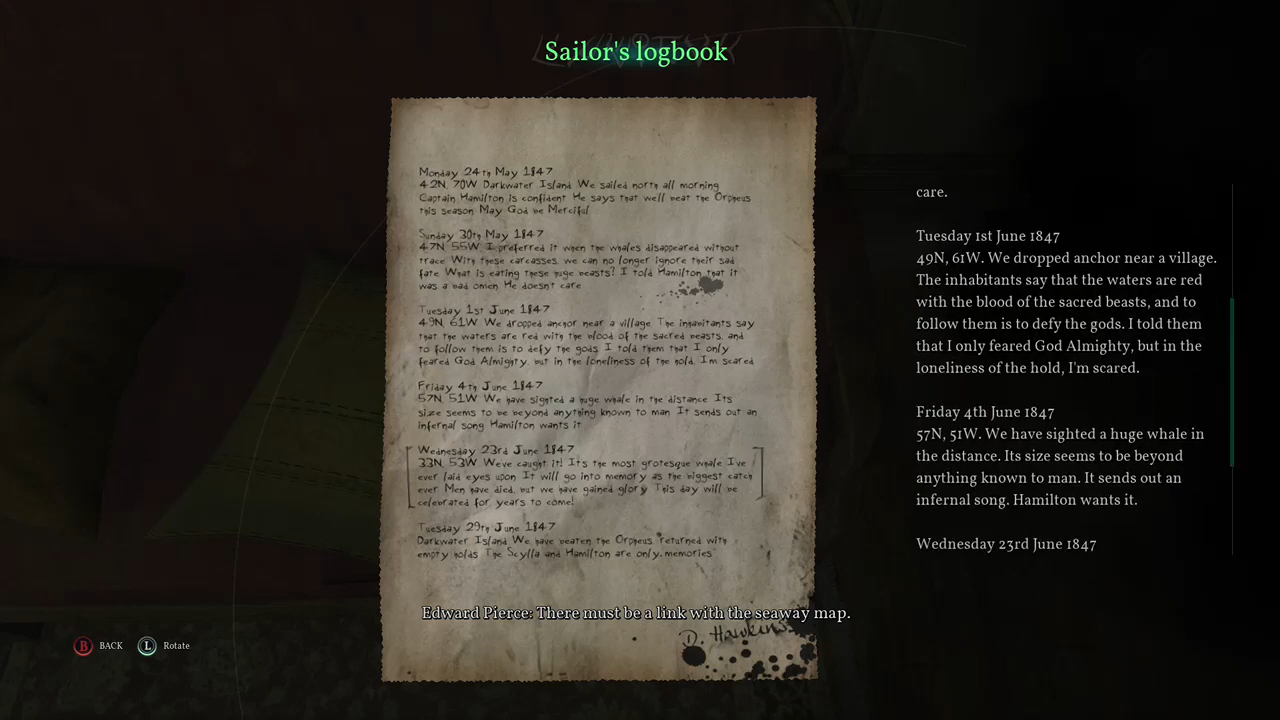 Sailor's logbook
Monday 24th May 1847
42N, 70W Darkwater Island We sailed north all morning
Captain Hamilton is confident He says that well beat the Orpheus
this season May God be Merciful
Sunday 30th May 1847
47N 55W I preferred it when the whales disappeared without
trace With these carcasses, we can no longer ignore their sad
fate What is eating these huge beasts? I told Hamilton that it
was a bad omen He doesnt care
Tuesday 1st June 1847
49N, 61W We dropped anchor near a village The inhabitants say
that the waters are red with the blood of the sacred beasts, and
to follow them is to defy the gods I told them that I only
feared God Almighty, but in the loneliness of the hold, I'm scared
Friday 4th June 1847
57N, 51W We have sighted a huge whale in the distance Its
size seems to be beyond anything known to man It sends out an
infernal song Hamilton wants it
Wednesday 23rd June 1847
33N, 53W Weve caught it! Its the most grotesque whale I've
ever laid eyes upon It will go into memory as the biggest catch
ever Men have died, but we have gained glory This day will be
celebrated for years to come!
Tuesday 29th June 1847
Darkwater Island We have beaten the Orpheus returned with
empty holds The Scylla and Hamilton are only memories
D. Hawkins
care.
Tuesday 1st June 1847
49N, 61W. We dropped anchor near a village.
The inhabitants say that the waters are red
with the blood of the sacred beasts, and to
follow them is to defy the gods. I told them
that I only feared God Almighty, but in the
loneliness of the hold, I'm scared.
Friday 4th June 1847
57N, 51W. We have sighted a huge whale in
the distance. Its size seems to be beyond
anything known to man. It sends out an
infernal song. Hamilton wants it.
Wednesday 23rd June 1847
Edward Pierce: There must be a link with the seaway map.
B BACK L Rotate